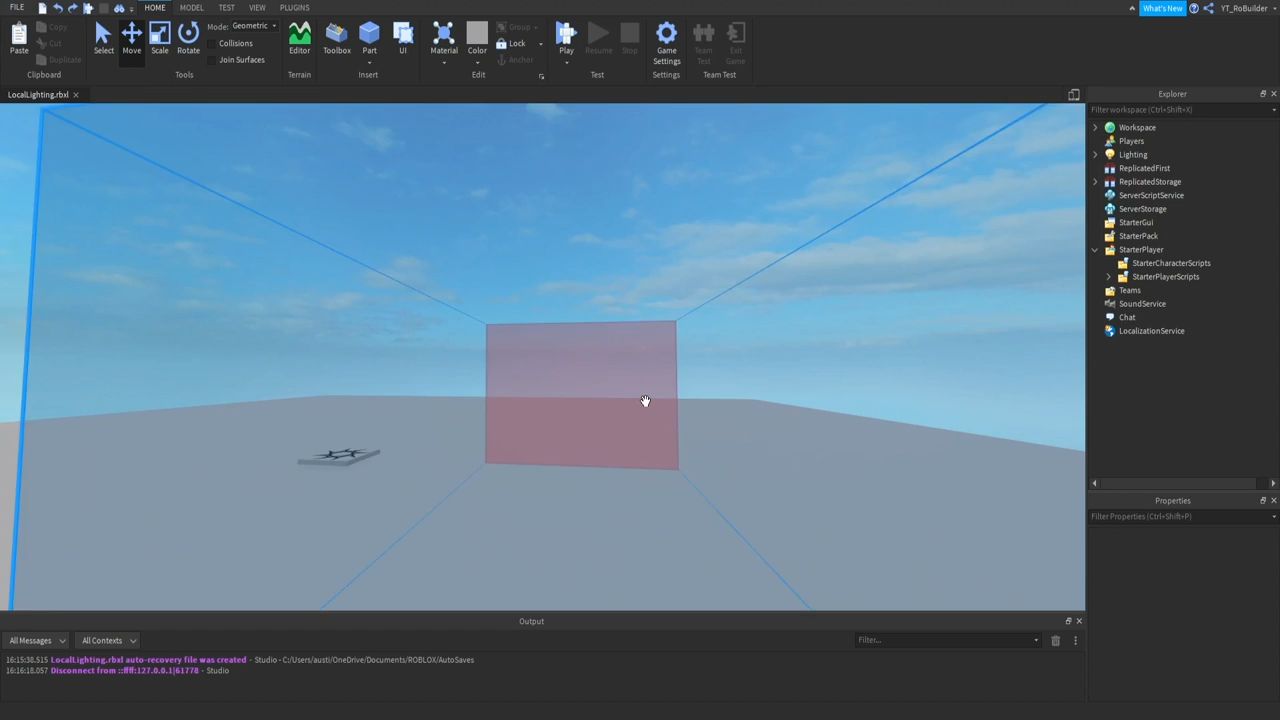 FILE HOME MODEL TEST VIEW PLUGINS What's New YT_RoBuilder
Paste Copy Cut Duplicate Clipboard
Select Move Scale Rotate Mode: Geometric Collisions Join Surfaces Tools
Editor Terrain
Toolbox Part UI Insert
Material Color Group Lock Anchor Edit
Play Resume Stop Test
Game Settings Settings
Team Test Exit Game Team Test
LocalLighting.rbxl
Explorer
Filter workspace (Ctrl+Shift+X)
Workspace
Players
Lighting
ReplicatedFirst
ReplicatedStorage
ServerScriptService
ServerStorage
StarterGui
StarterPack
StarterPlayer
StarterCharacterScripts
StarterPlayerScripts
Teams
SoundService
Chat
LocalizationService
Properties
Filter Properties (Ctrl+Shift+P)
Output
All Messages All Contexts Filter...
16:15:38.515 LocalLighting.rbxl auto-recovery file was created - Studio - C:/Users/austi/OneDrive/Documents/ROBLOX/AutoSaves
16:16:18.057 Disconnect from ::ffff:127.0.0.1|61778 - Studio